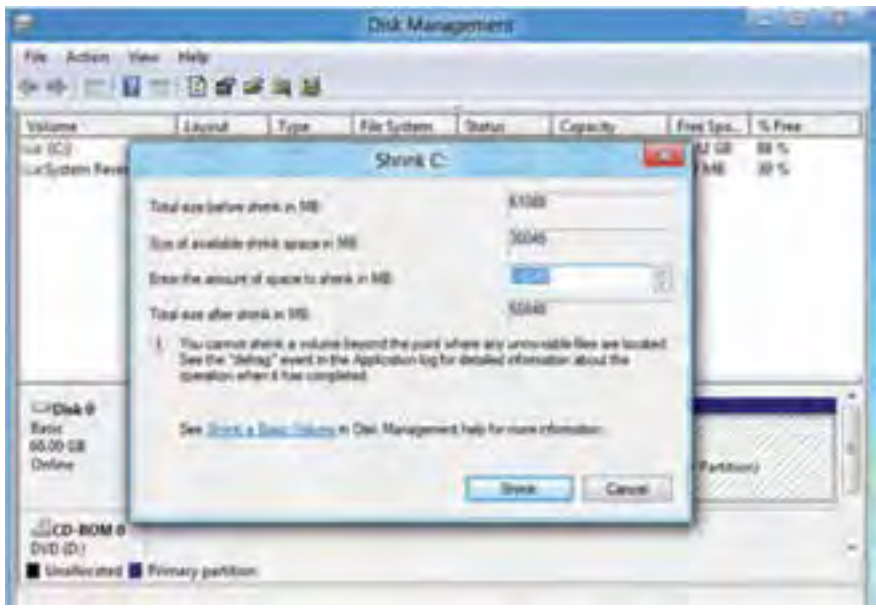 Disk Management
File Action View Help
Volume Layout Type File System Status Capacity Free Spa... % Free
(C:) GB 88 %
System Reser MB 30 %
Shrink C:
Total size before shrink in MB:
Size of available shrink space in MB:
Enter the amount of space to shrink in MB:
Total size after shrink in MB:
You cannot shrink a volume beyond the point where any unmovable files are located.
See the "defrag" event in the Application log for detailed information about the
operation when it has completed.
See Shrink a Basic Volume in Disk Management help for more information.
Shrink Cancel
Disk 0
Basic
60.00 GB
Online
Partition)
CD-ROM 0
DVD (D:)
Unallocated Primary partition